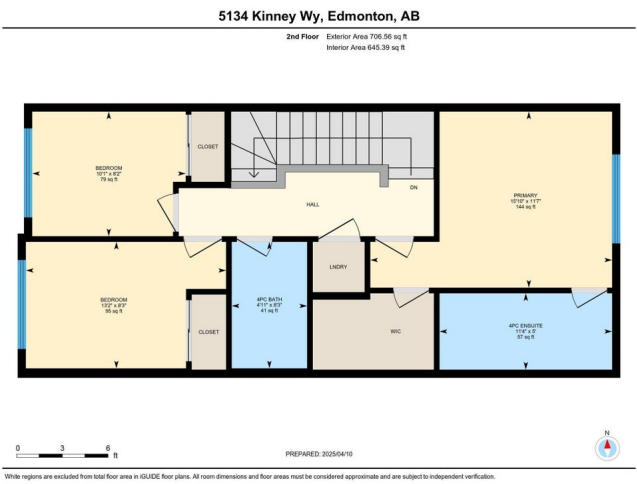 5134 Kinney Wy, Edmonton, AB
2nd Floor Exterior Area 706.56 sq ft
Interior Area 645.39 sq ft
BEDROOM
10'1" x 8'2"
79 sq ft
CLOSET
HALL
DN
PRIMARY
15'10" x 11'7"
144 sq ft
BEDROOM
13'2" x 8'3"
95 sq ft
CLOSET
4PC BATH
4'11" x 8'3"
41 sq ft
LNDRY
WIC
4PC ENSUITE
11'4" x 5'
57 sq ft
0 3 6
ft
PREPARED: 2025/04/10
N
White regions are excluded from total floor area in iGUIDE floor plans. All room dimensions and floor areas must be considered approximate and are subject to independent verification.